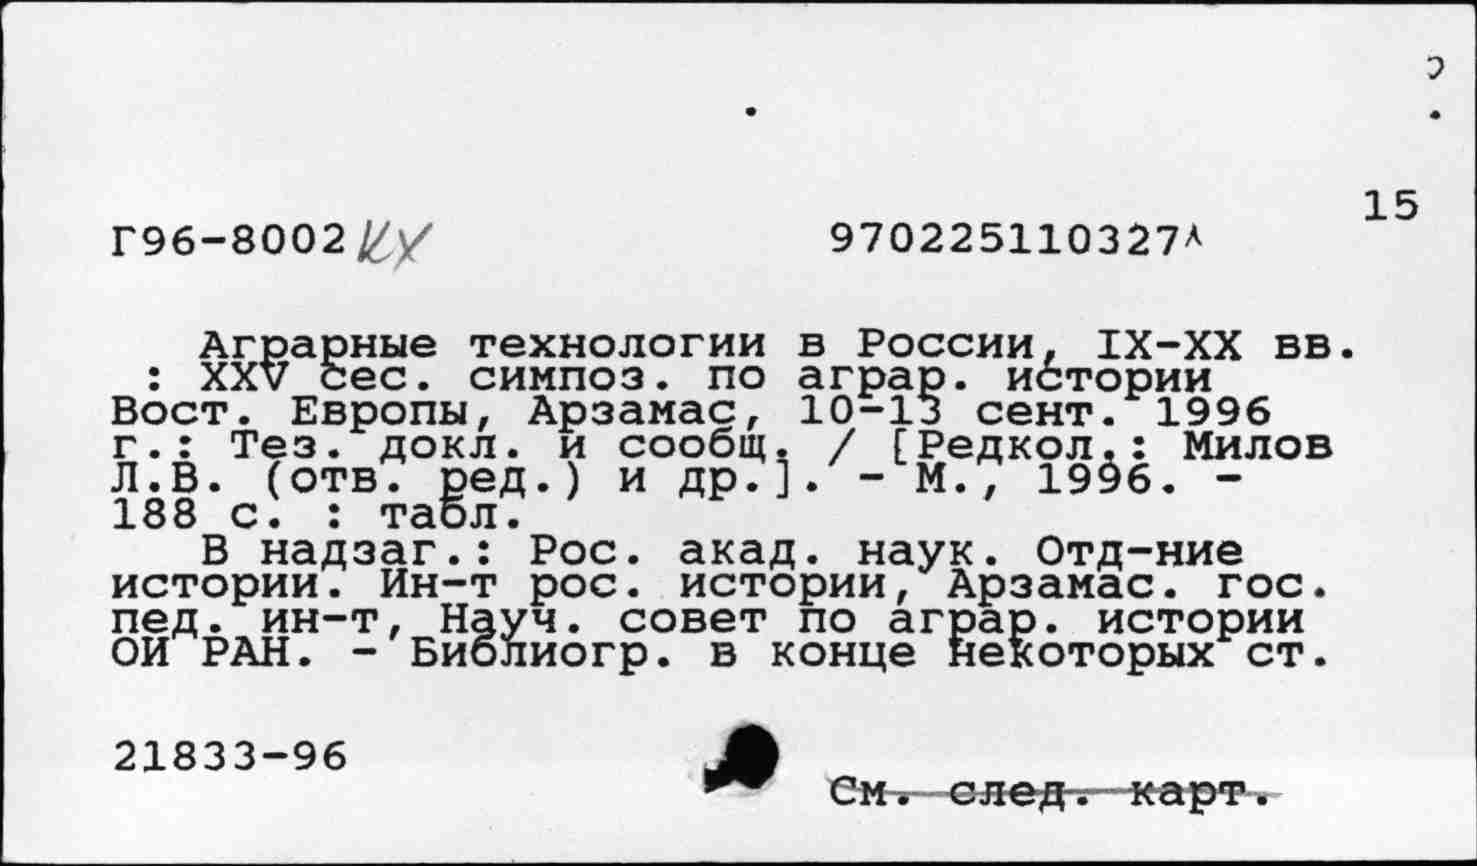 15
Г96-8002 970225110327л
Аграрные технологии в России, IX-XX вв.
: XXV сес. симпоз. по аграр. истории
Вост. Европы, Арзамас, 10-13 сент. 1996
г.: Тез. докл. и сообщ. / [Редкол.: Милов
Л.В. (отв. ред.) и др.]. - М., 1996. -
188 с. : табл.
В надзаг.: Рос. акад. наук. Отд-ние
истории. Ин-т рос. истории, Арзамас. гос.
пед. ин-т, Науч. совет по аграр. истории
ОИ РАН. - Библиогр. в конце некоторых ст.
21833-96
См. след. карт.